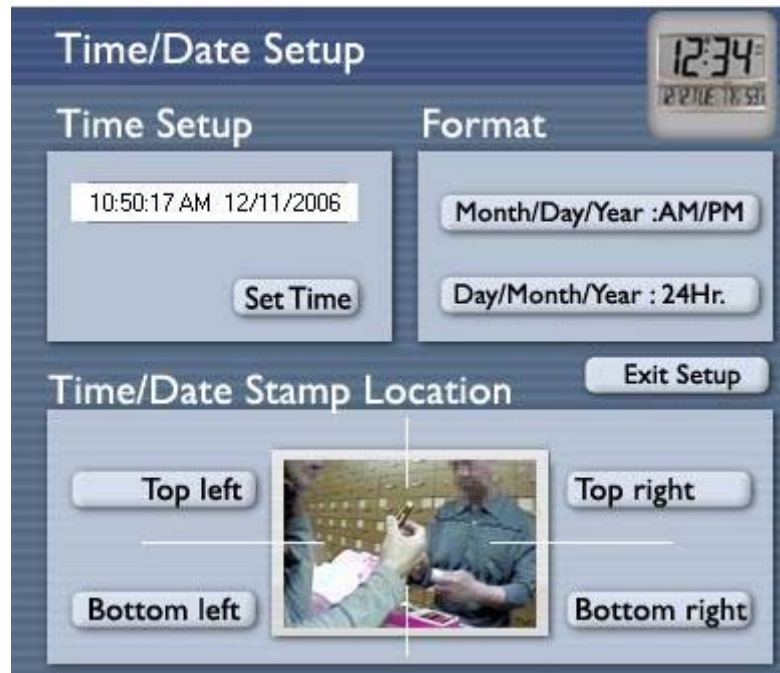 Time/Date Setup
12:34
Time Setup
Format
10:50:17 AM 12/11/2006
Month/Day/Year :AM/PM
Set Time
Day/Month/Year : 24Hr.
Exit Setup
Time/Date Stamp Location
Top left
Top right
Bottom left
Bottom right